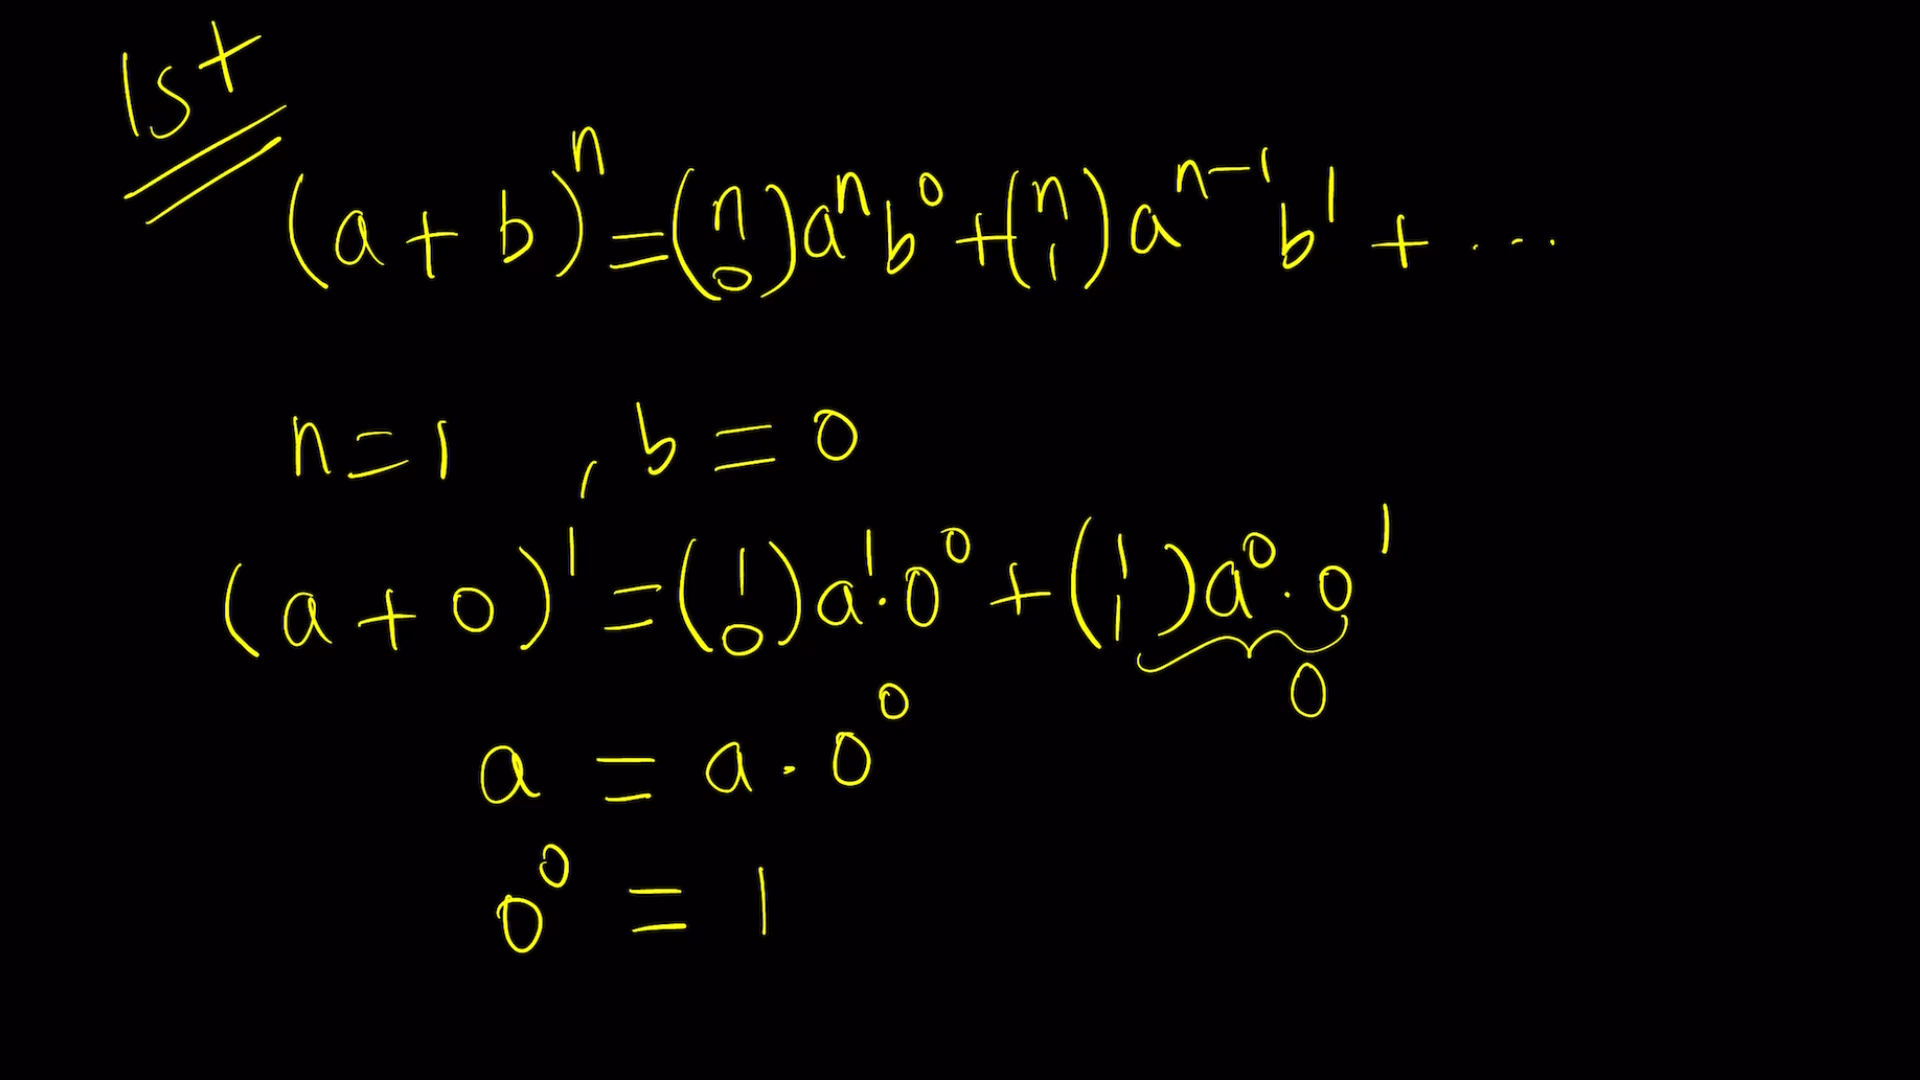 1st
(a + b)^n = (n 0) a^n b^0 + (n 1) a^(n-1) b^1 + ....
n = 1 , b = 0
(a + 0)^1 = (1 0) a^1 · 0^0 + (1 1) a^0 · 0^1
0
a = a · 0^0
0^0 = 1